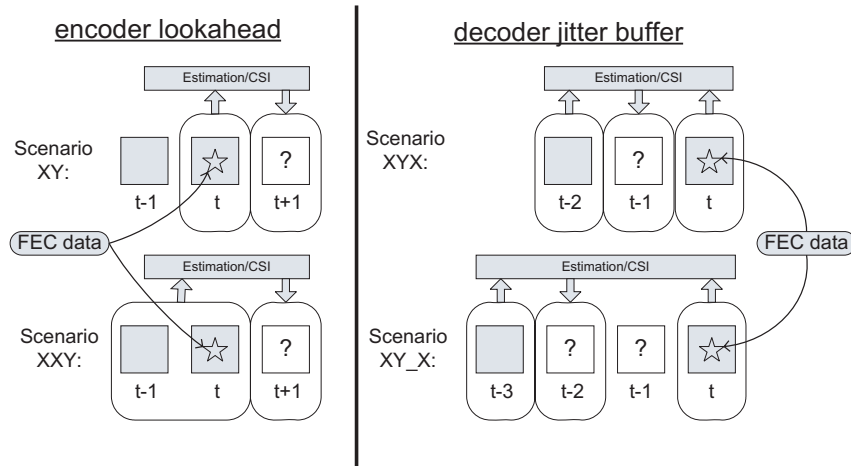 encoder lookahead
decoder jitter buffer
Estimation/CSI
Scenario
XY:
?
t-1
t
t+1
Estimation/CSI
Scenario
XYX:
?
t-2
t-1
t
FEC data
FEC data
Estimation/CSI
Scenario
XXY:
?
t-1
t
t+1
Estimation/CSI
Scenario
XY_X:
?
?
t-3
t-2
t-1
t